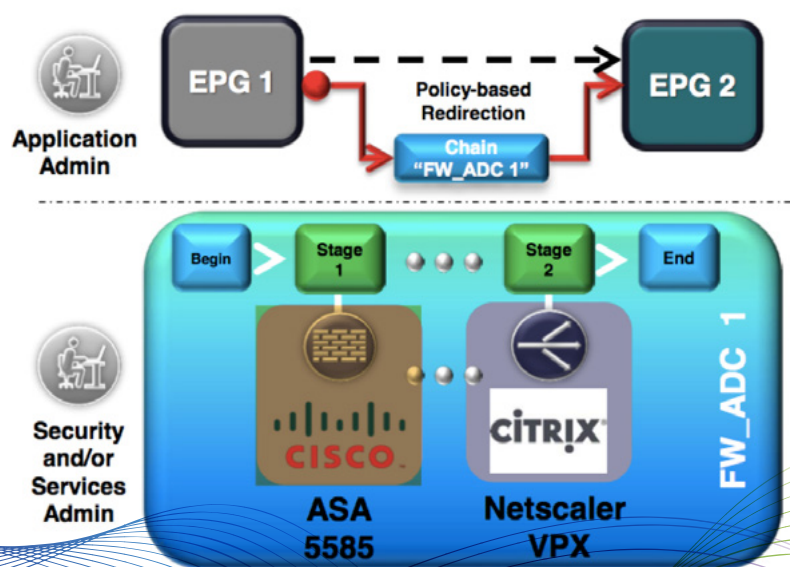 EPG 1
Policy-based
Redirection
Chain
“FW_ADC 1”
EPG 2
Application
Admin
Begin
Stage
1
Stage
2
End
CISCO
CITRIX
ASA
5585
Netscaler
VPX
FW_ADC 1
Security
and/or
Services
Admin